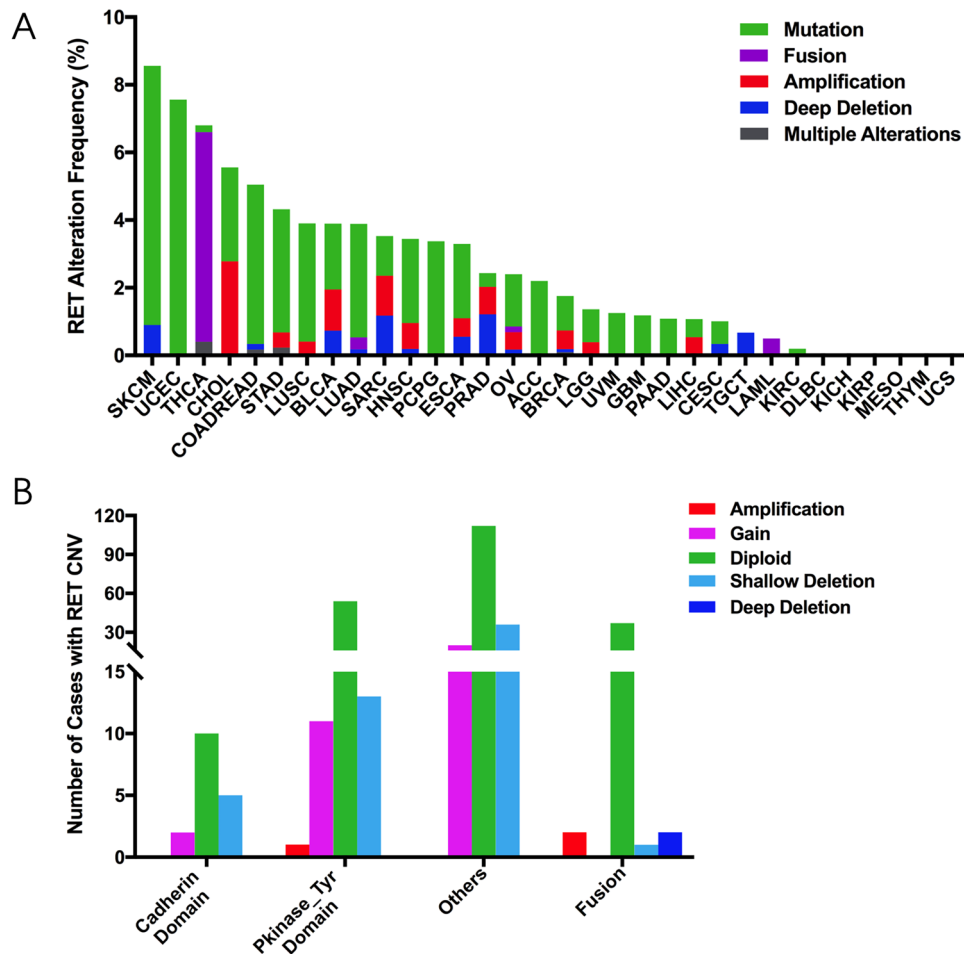 A
RET Alteration Frequency (%)
10
8
6
4
2
0
Mutation
Fusion
Amplification
Deep Deletion
Multiple Alterations
SKCM
UCEC
THCA
CHOL
COADREAD
STAD
LUSC
BLCA
LUAD
SARC
HNSC
PCPG
ESCA
PRAD
OV
ACC
BRCA
LGG
UVM
GBM
PAAD
LIHC
CESC
TGCT
LAML
KIRC
DLBC
KICH
KIRP
MESO
THYM
UCS
B
Number of Cases with RET CNV
120
90
60
30
15
10
5
0
Amplification
Gain
Diploid
Shallow Deletion
Deep Deletion
Cadherin
Domain
Pkinase_Tyr
Domain
Others
Fusion